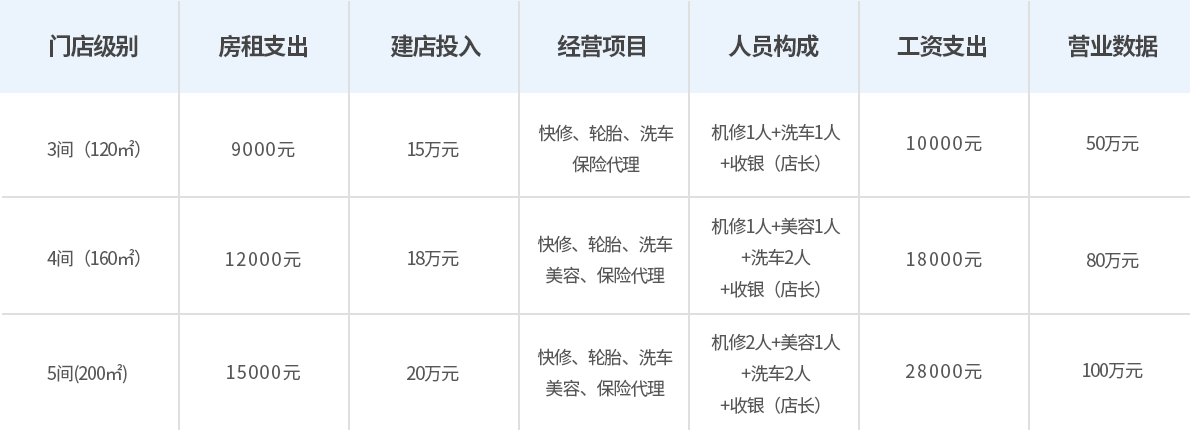 门店级别 房租支出 建店投入 经营项目 人员构成 工资支出 营业数据
3间（120㎡） 9000元 15万元 快修、轮胎、洗车 机修1人+洗车1人 10000元 50万元
保险代理 +收银（店长）
4间（160㎡） 12000元 18万元 快修、轮胎、洗车 机修1人+美容1人 18000元 80万元
美容、保险代理 +洗车2人
+收银（店长）
5间(200㎡) 15000元 20万元 快修、轮胎、洗车 机修2人+美容1人 28000元 100万元
美容、保险代理 +洗车2人
+收银（店长）